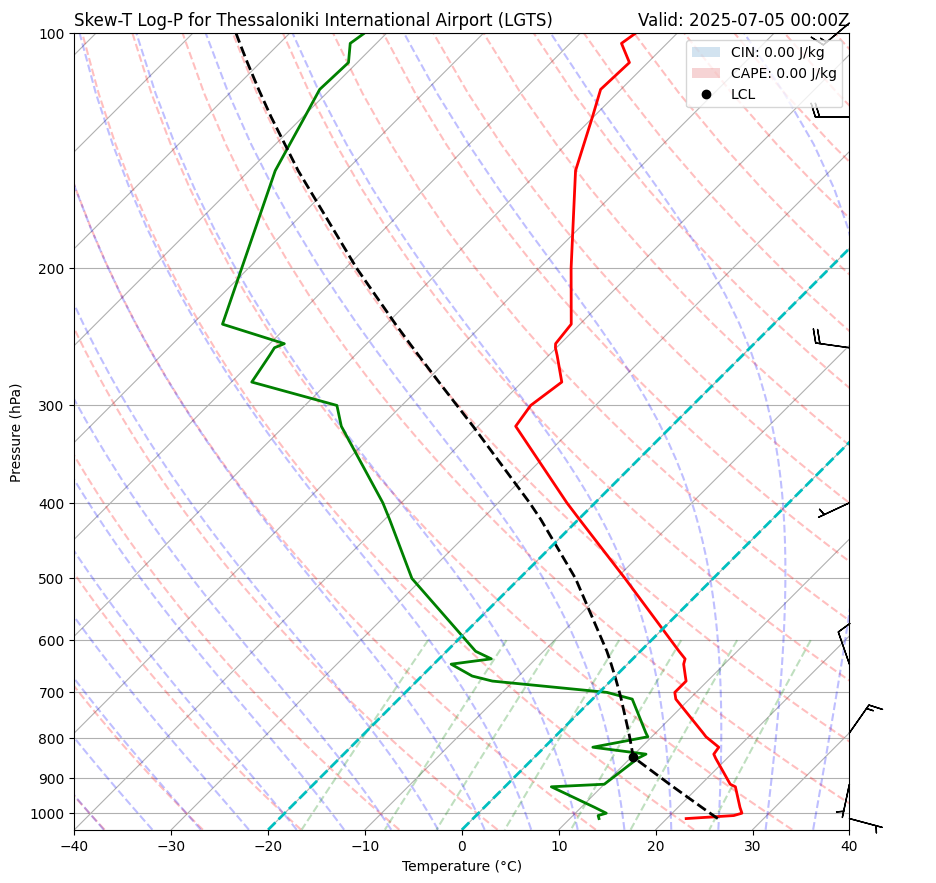 Skew-T Log-P for Thessaloniki International Airport (LGTS)
Valid: 2025-07-05 00:00Z
CIN: 0.00 J/kg
CAPE: 0.00 J/kg
LCL
100
200
300
400
500
600
700
800
900
1000
Pressure (hPa)
−40 −30 −20 −10 0 10 20 30 40
Temperature (°C)